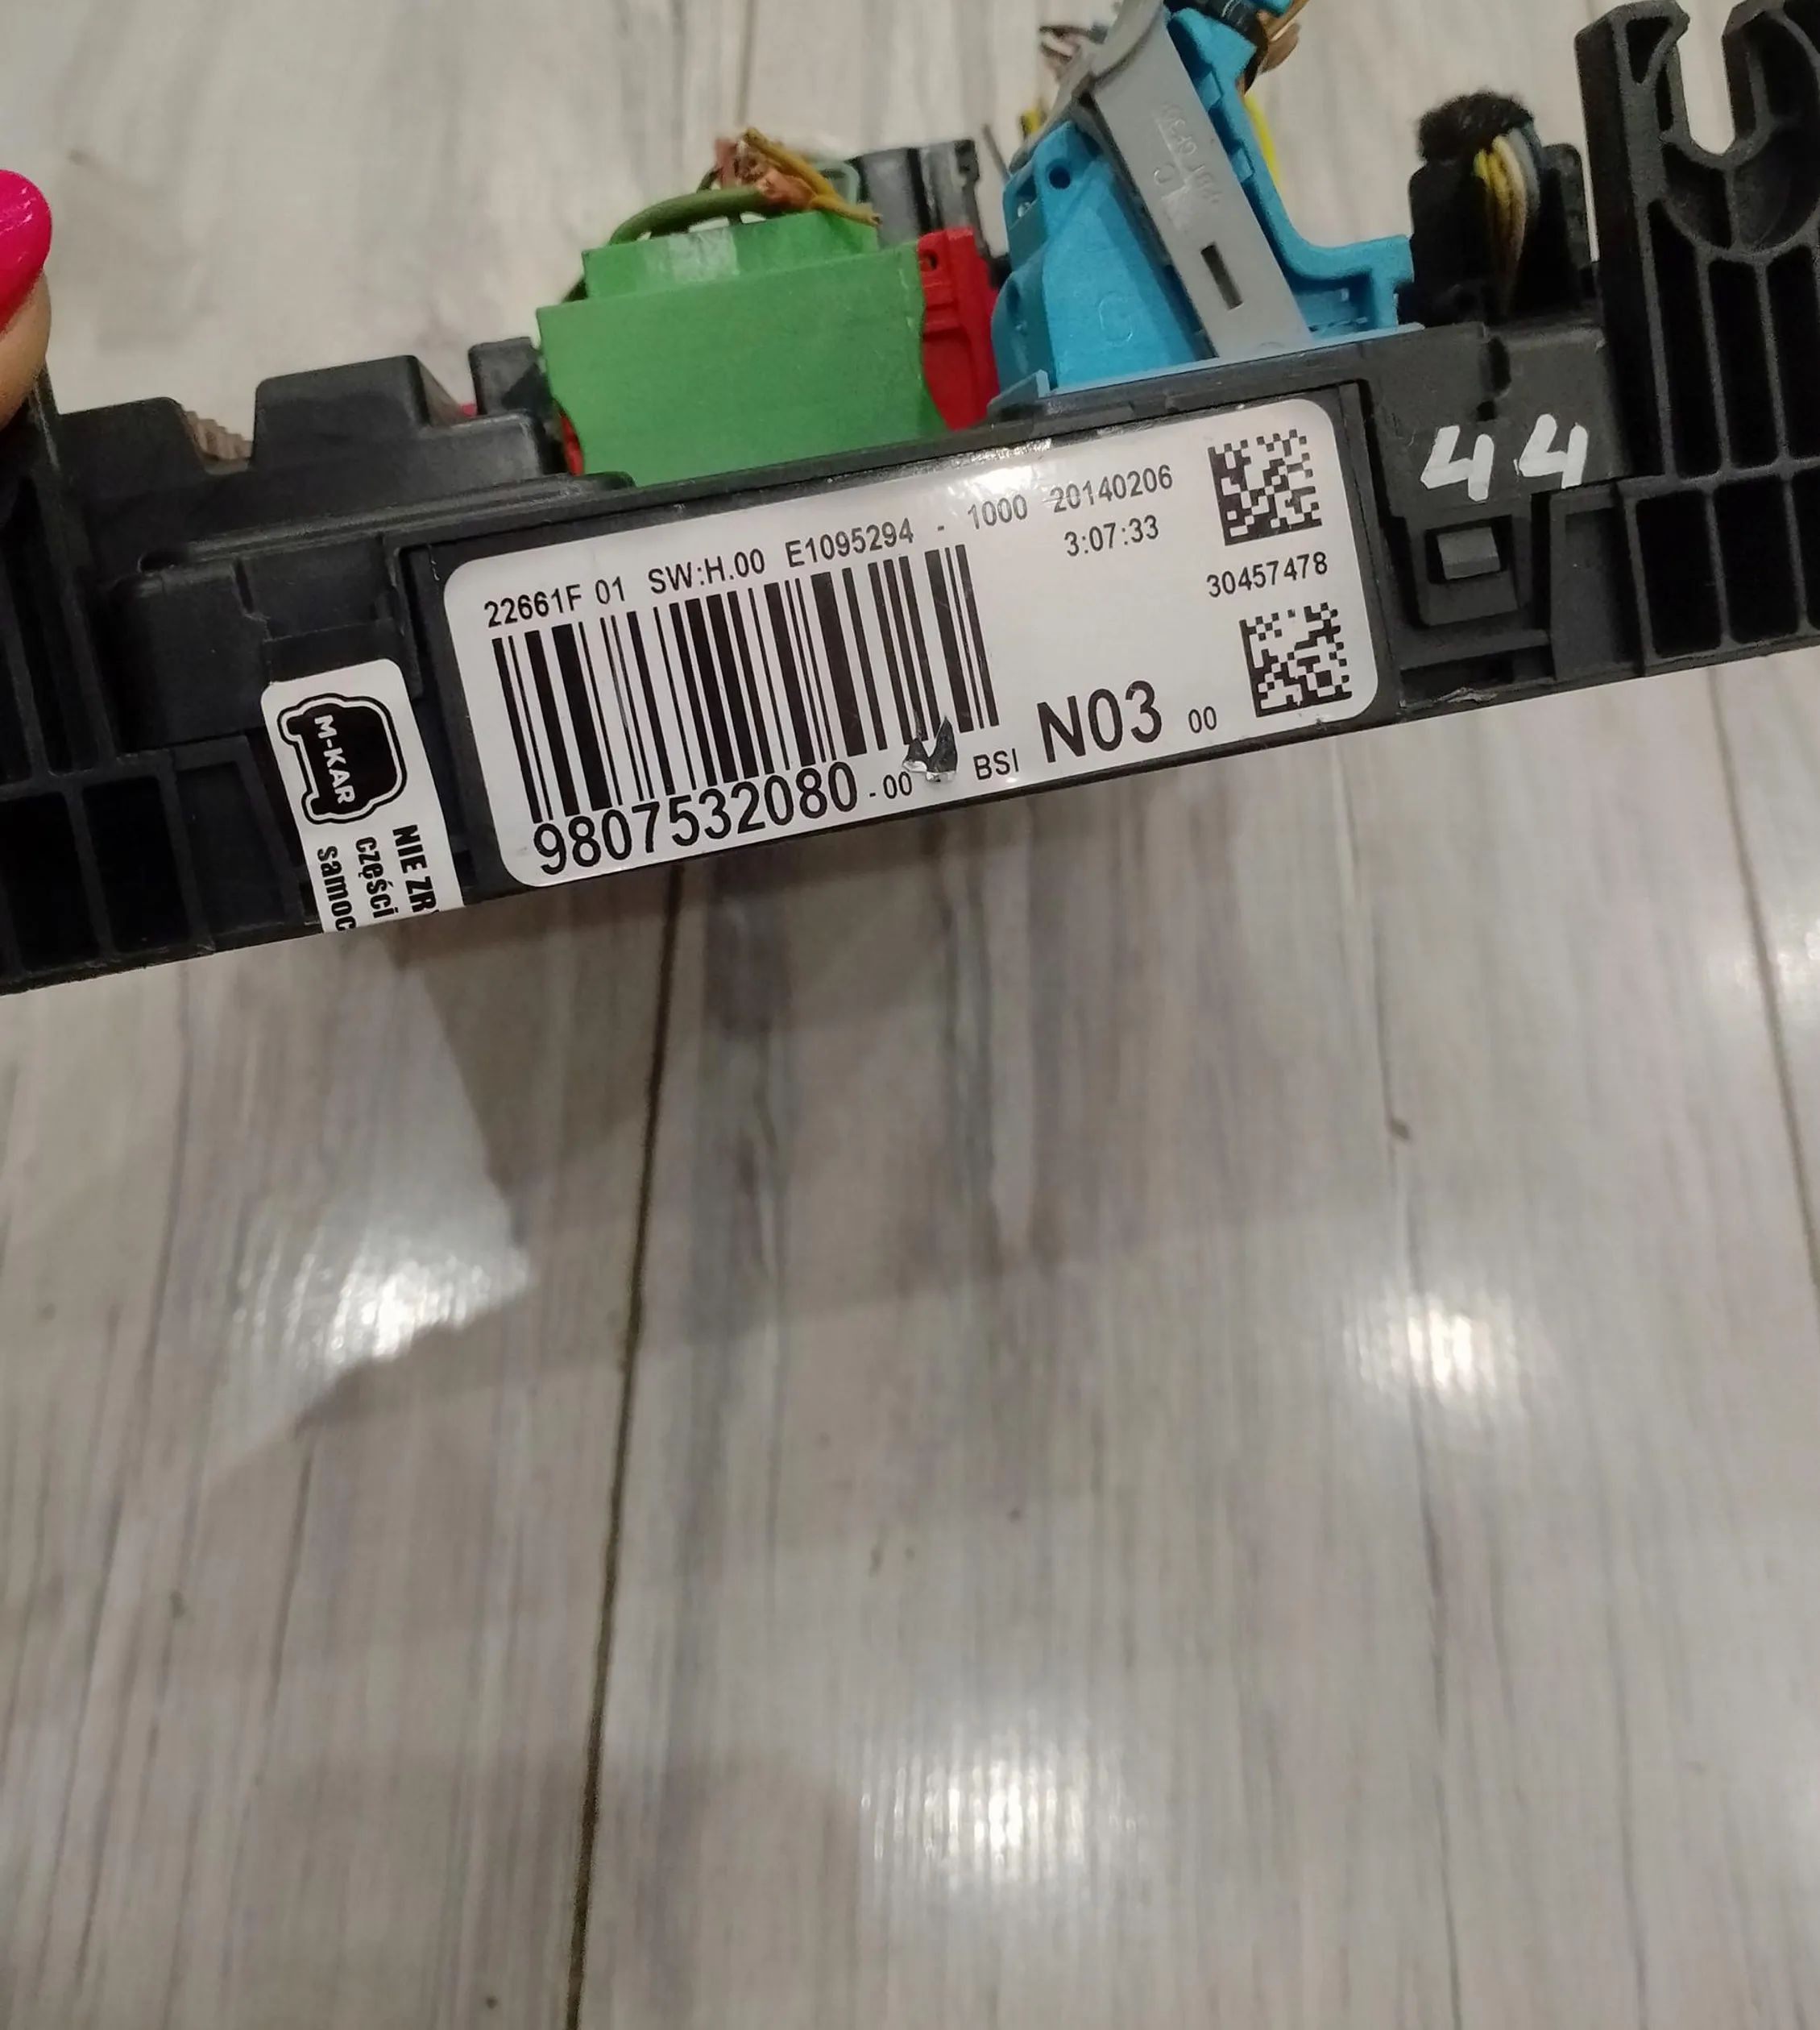 22661F 01 SW:H.00 E1095294 - 1000 20140206
3:07:33
30457478
9807532080 - 00 BSI N03 00
44
M-KAR
NIE ZR
części
samoc